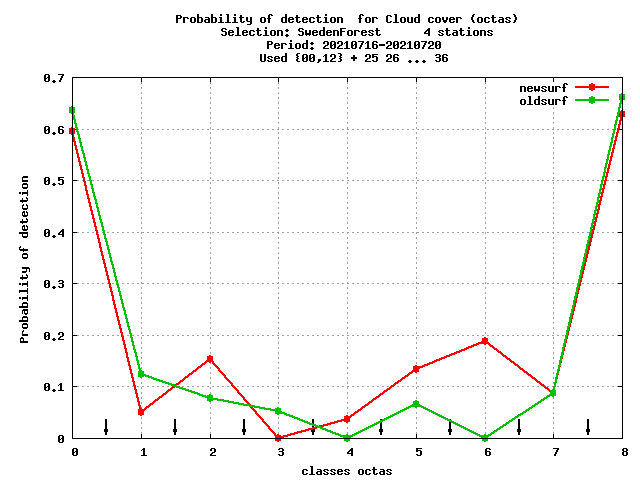 Probability of detection  for Cloud cover (octas)
Selection: SwedenForest      4 stations
Period: 20210716-20210720
Used {00,12} + 25 26 ... 36
newsurf
oldsurf
0.7
0.6
0.5
0.4
0.3
0.2
0.1
0
Probability of detection
0 1 2 3 4 5 6 7 8
classes octas